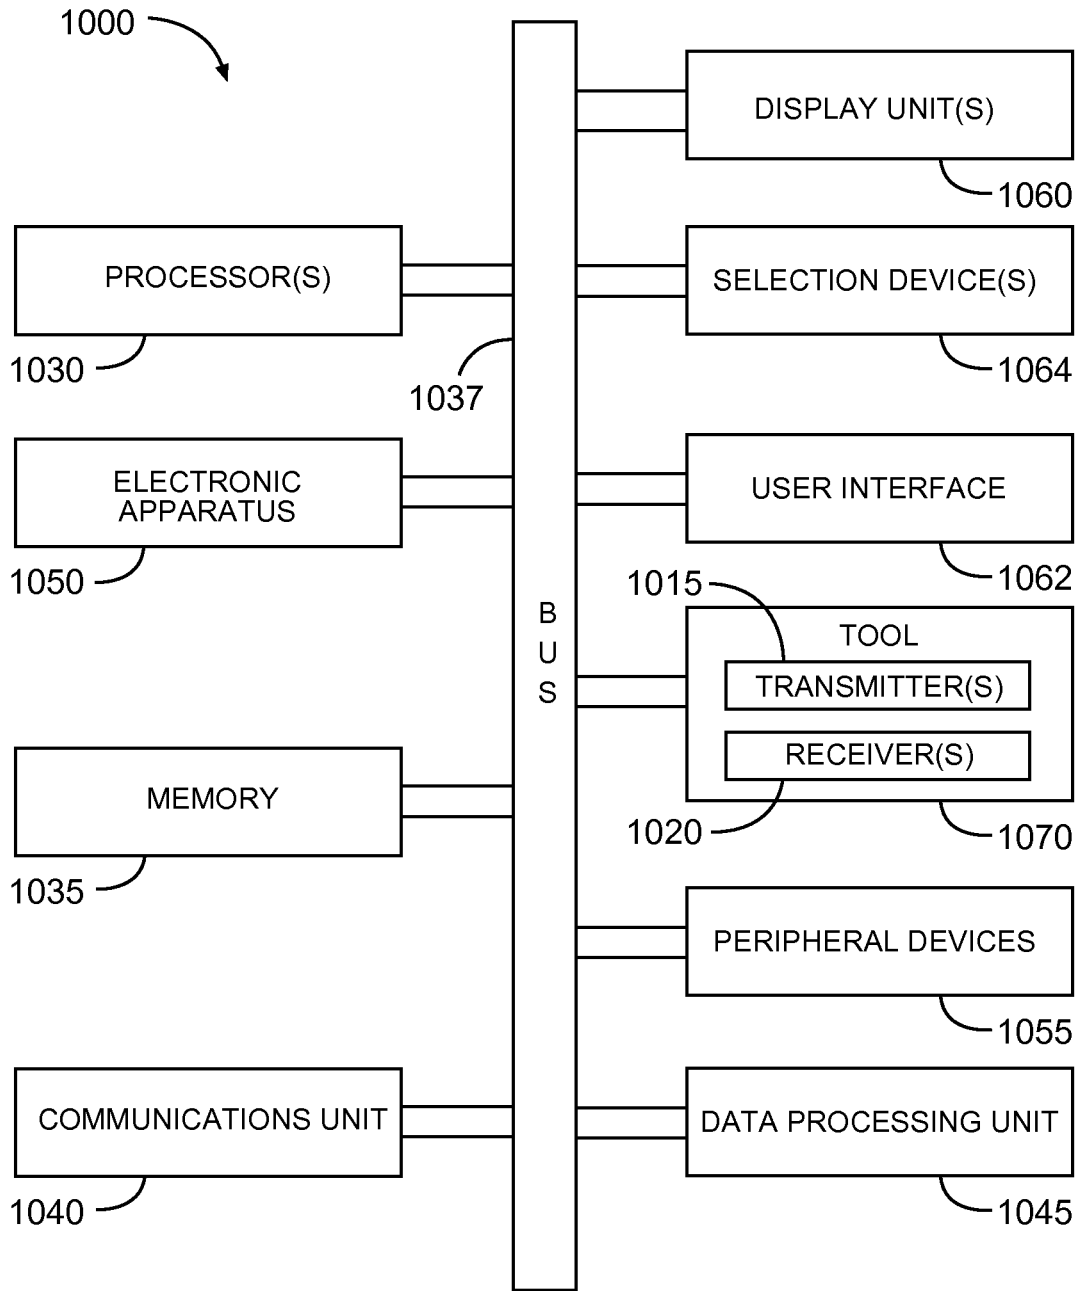 1000
DISPLAY UNIT(S)
1060
PROCESSOR(S)
1030
SELECTION DEVICE(S)
1064
1037
ELECTRONIC
APPARATUS
1050
USER INTERFACE
1062
B
U
S
1015
TOOL
TRANSMITTER(S)
RECEIVER(S)
1020
1070
MEMORY
1035
PERIPHERAL DEVICES
1055
COMMUNICATIONS UNIT
1040
DATA PROCESSING UNIT
1045